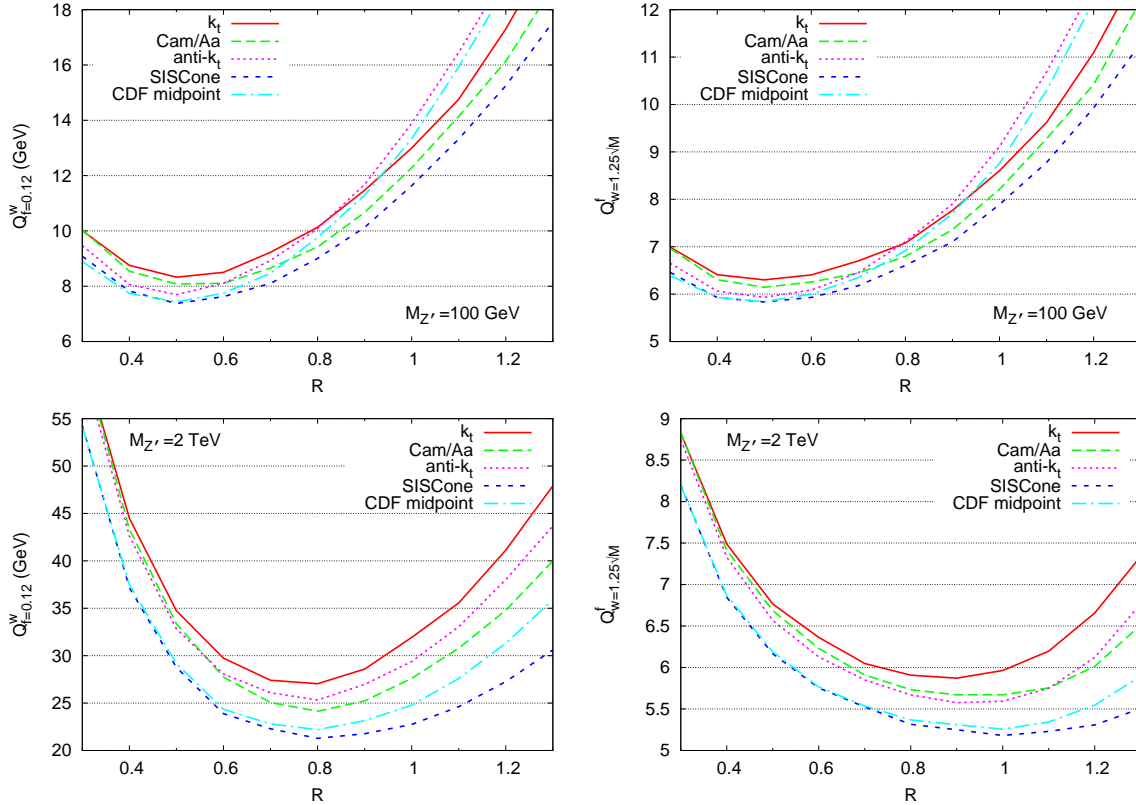 18
16
14
12
10
8
6
0.4 0.6 0.8 1 1.2
R
Q^w_{f=0.12} (GeV)
k_t
Cam/Aa
anti-k_t
SISCone
CDF midpoint
M_{Z'} =100 GeV
12
11
10
9
8
7
6
5
0.4 0.6 0.8 1 1.2
R
Q^f_{w=1.25√M}
k_t
Cam/Aa
anti-k_t
SISCone
CDF midpoint
M_{Z'} =100 GeV
55
50
45
40
35
30
25
20
0.4 0.6 0.8 1 1.2
R
Q^w_{f=0.12} (GeV)
M_{Z'} =2 TeV
k_t
Cam/Aa
anti-k_t
SISCone
CDF midpoint
9
8.5
8
7.5
7
6.5
6
5.5
5
0.4 0.6 0.8 1 1.2
R
Q^f_{w=1.25√M}
M_{Z'} =2 TeV
k_t
Cam/Aa
anti-k_t
SISCone
CDF midpoint